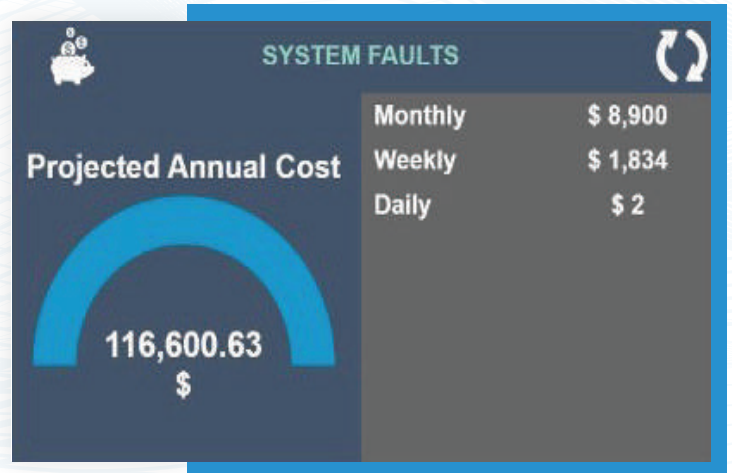 SYSTEM FAULTS
Projected Annual Cost
116,600.63
$
Monthly $ 8,900
Weekly $ 1,834
Daily $ 2